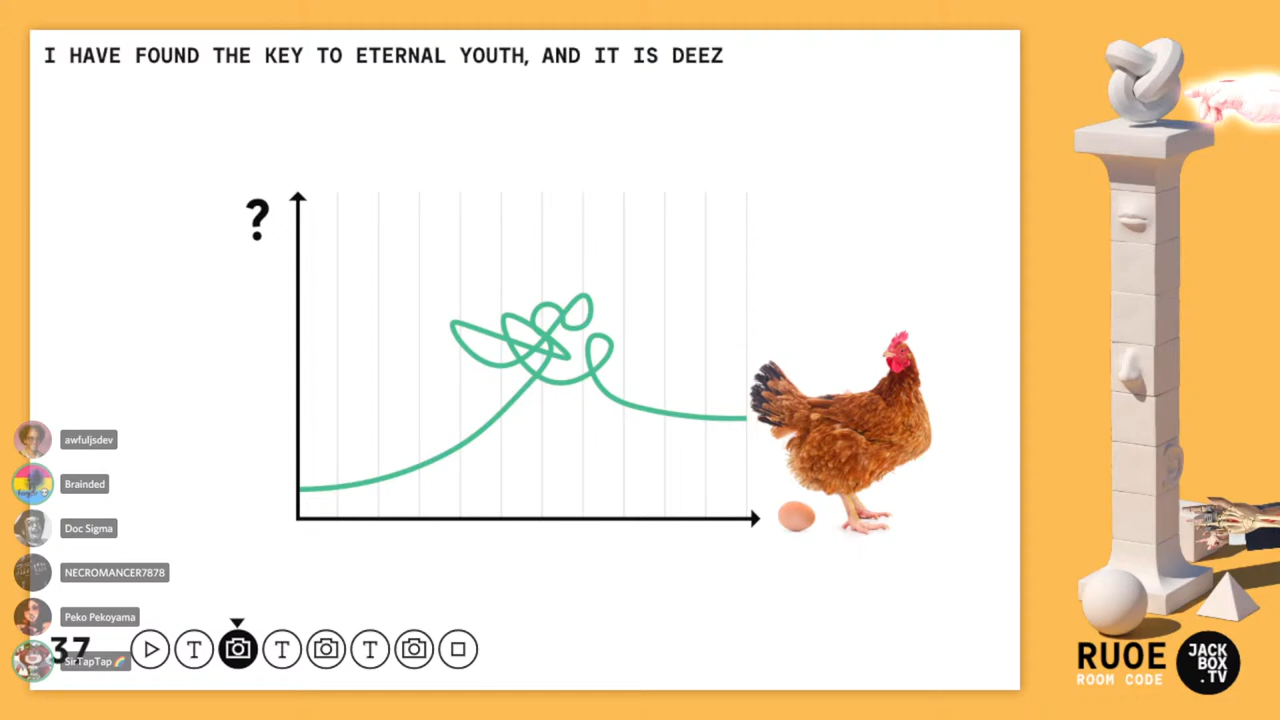 I HAVE FOUND THE KEY TO ETERNAL YOUTH, AND IT IS DEEZ
?
awfuljsdev
Brainded
Doc Sigma
NECROMANCER7878
Peko Pekoyama
37
SirTapTap 🌈
T
T
T
RUOE
ROOM CODE
JACK
BOX
.TV